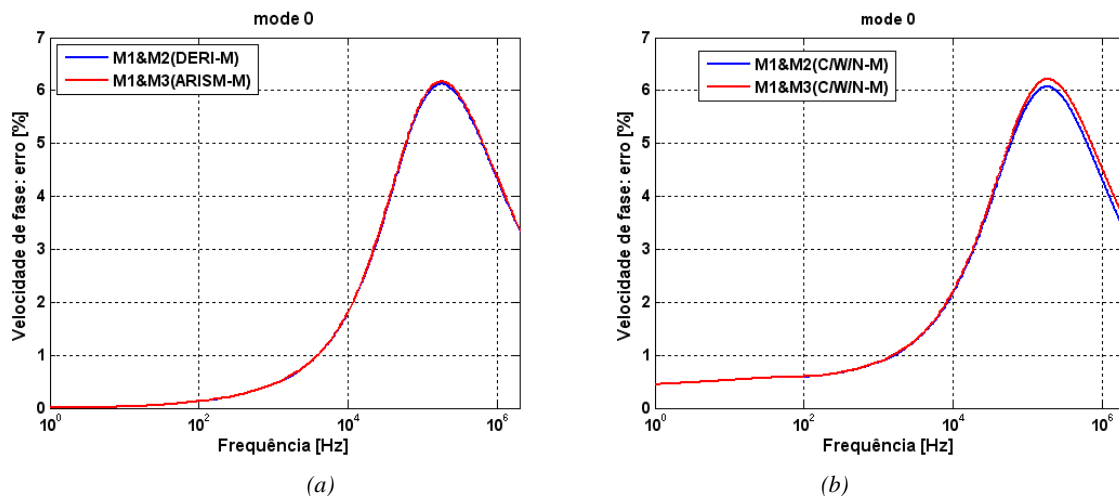 mode 0
7
6
5
4
3
2
1
0
Velocidade de fase: erro [%]
M1&M2(DERI-M)
M1&M3(ARISM-M)
10^0
10^2
10^4
10^6
Frequência [Hz]
(a)
mode 0
7
6
5
4
3
2
1
0
Velocidade de fase: erro [%]
M1&M2(C/W/N-M)
M1&M3(C/W/N-M)
10^0
10^2
10^4
10^6
Frequência [Hz]
(b)